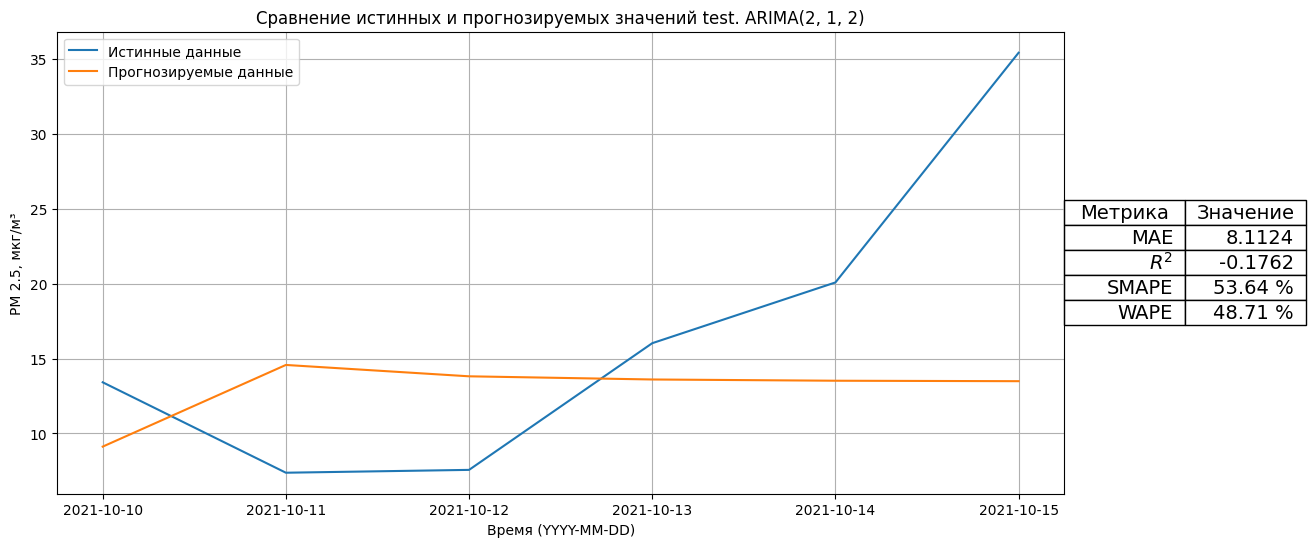 Сравнение истинных и прогнозируемых значений test. ARIMA(2, 1, 2)
Истинные данные
Прогнозируемые данные
35
30
25
20
15
10
PM 2.5, мкг/м³
2021-10-10 2021-10-11 2021-10-12 2021-10-13 2021-10-14 2021-10-15
Время (YYYY-MM-DD)
Метрика Значение
MAE 8.1124
R² -0.1762
SMAPE 53.64 %
WAPE 48.71 %